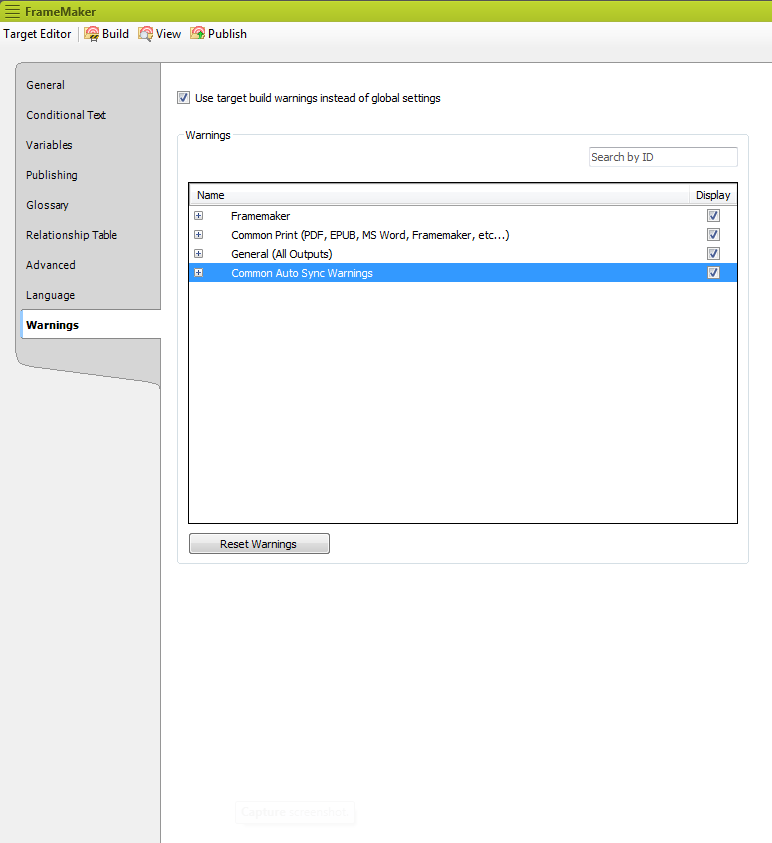 FrameMaker
Target Editor Build View Publish
General
Conditional Text
Variables
Publishing
Glossary
Relationship Table
Advanced
Language
Warnings
Use target build warnings instead of global settings
Warnings
Search by ID
Name Display
Framemaker
Common Print (PDF, EPUB, MS Word, Framemaker, etc...)
General (All Outputs)
Common Auto Sync Warnings
Reset Warnings
Capture screenshot